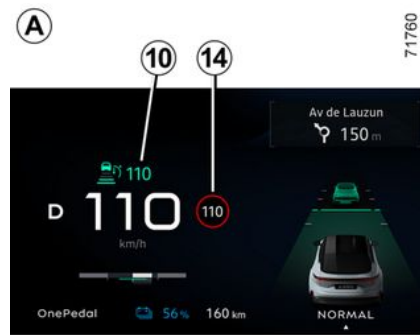 A
71760
10
14
Av de Lauzun
150 m
110
D
110
110
km/h
OnePedal
56 %
160 km
NORMAL